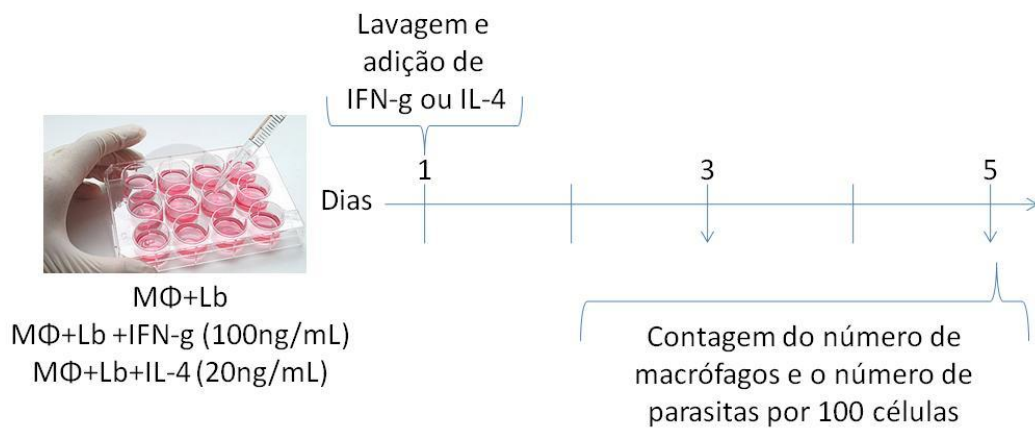 Lavagem e
adição de
IFN-g ou IL-4
Dias
1
3
5
MΦ+Lb
MΦ+Lb +IFN-g (100ng/mL)
MΦ+Lb+IL-4 (20ng/mL)
Contagem do número de
macrófagos e o número de
parasitas por 100 células